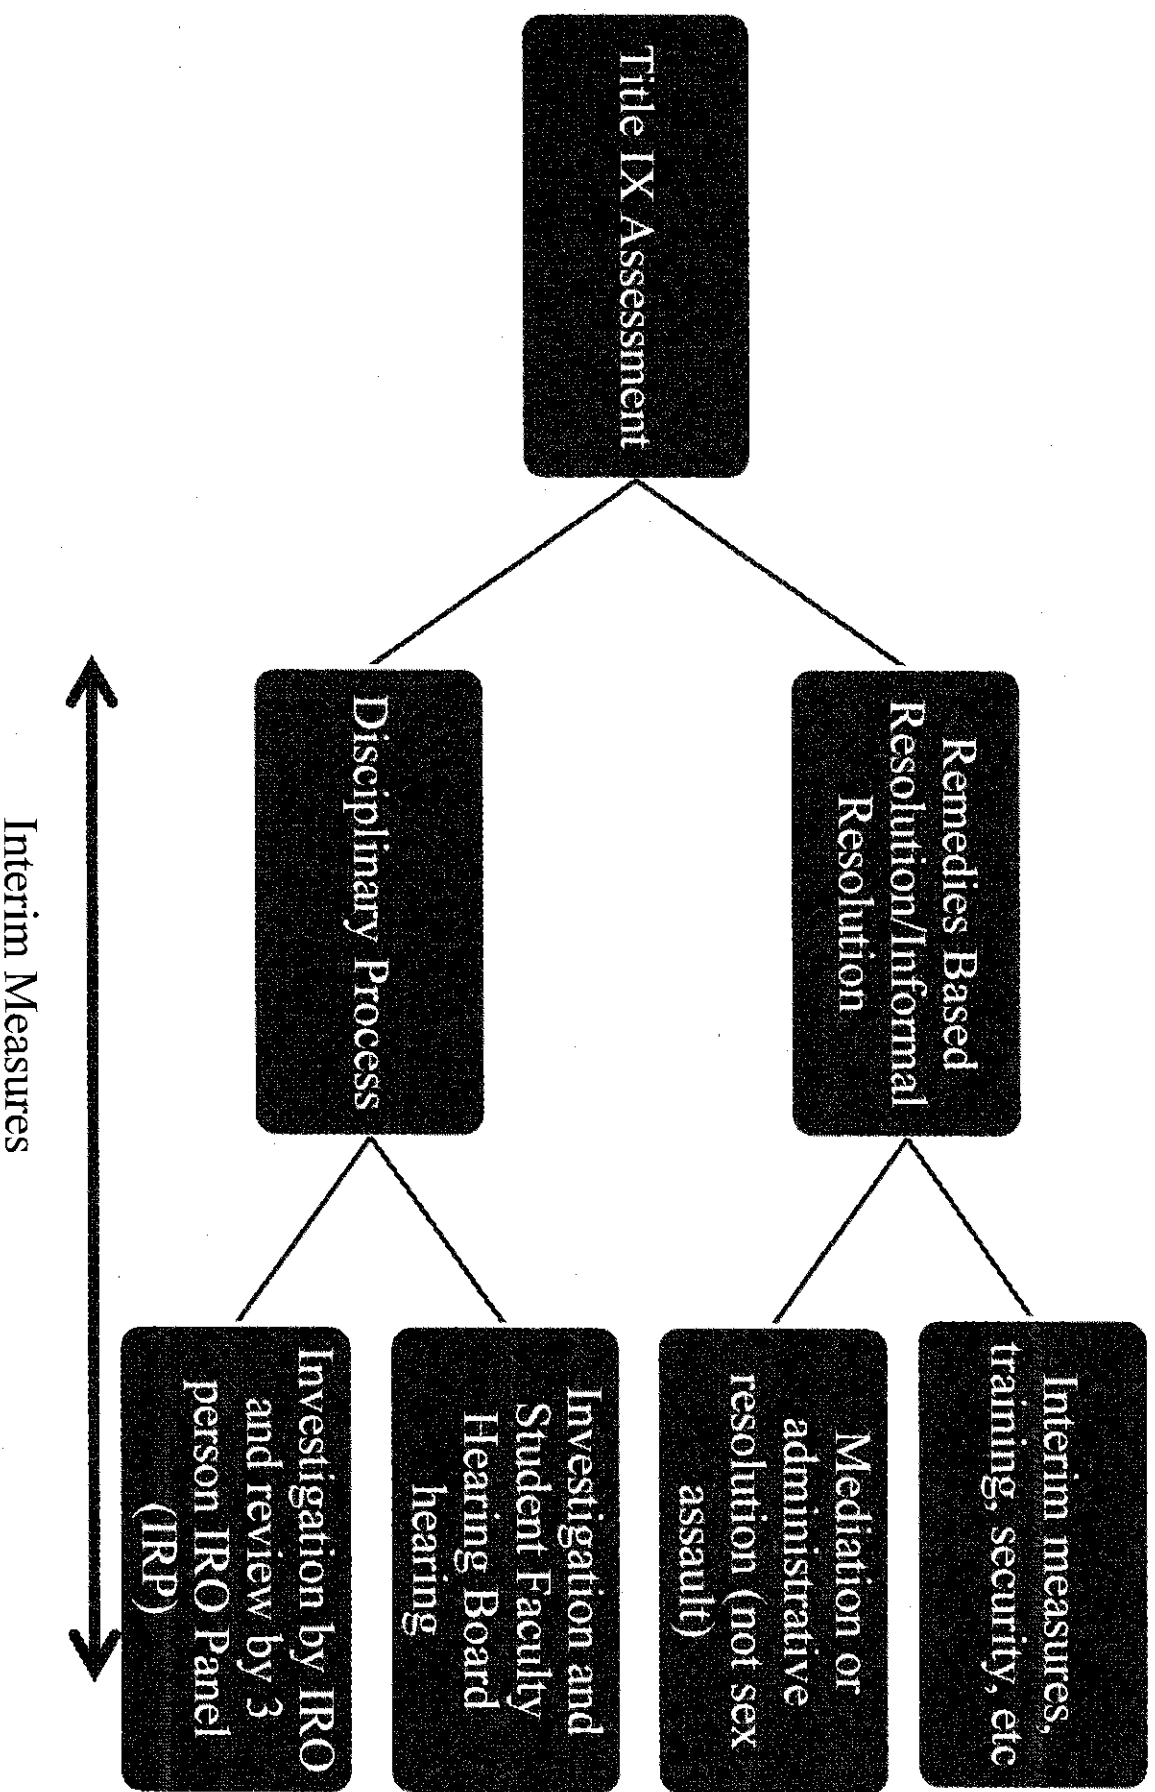 Title IX Assessment
Remedies Based
Resolution/Informal
Resolution
Disciplinary Process
Interim measures,
training, security, etc
Mediation or
administrative
resolution (not sex
assault)
Investigation and
Student Faculty
Hearing Board
hearing
Investigation by IRO
and review by 3
person IRO Panel
(IRP)
Interim Measures